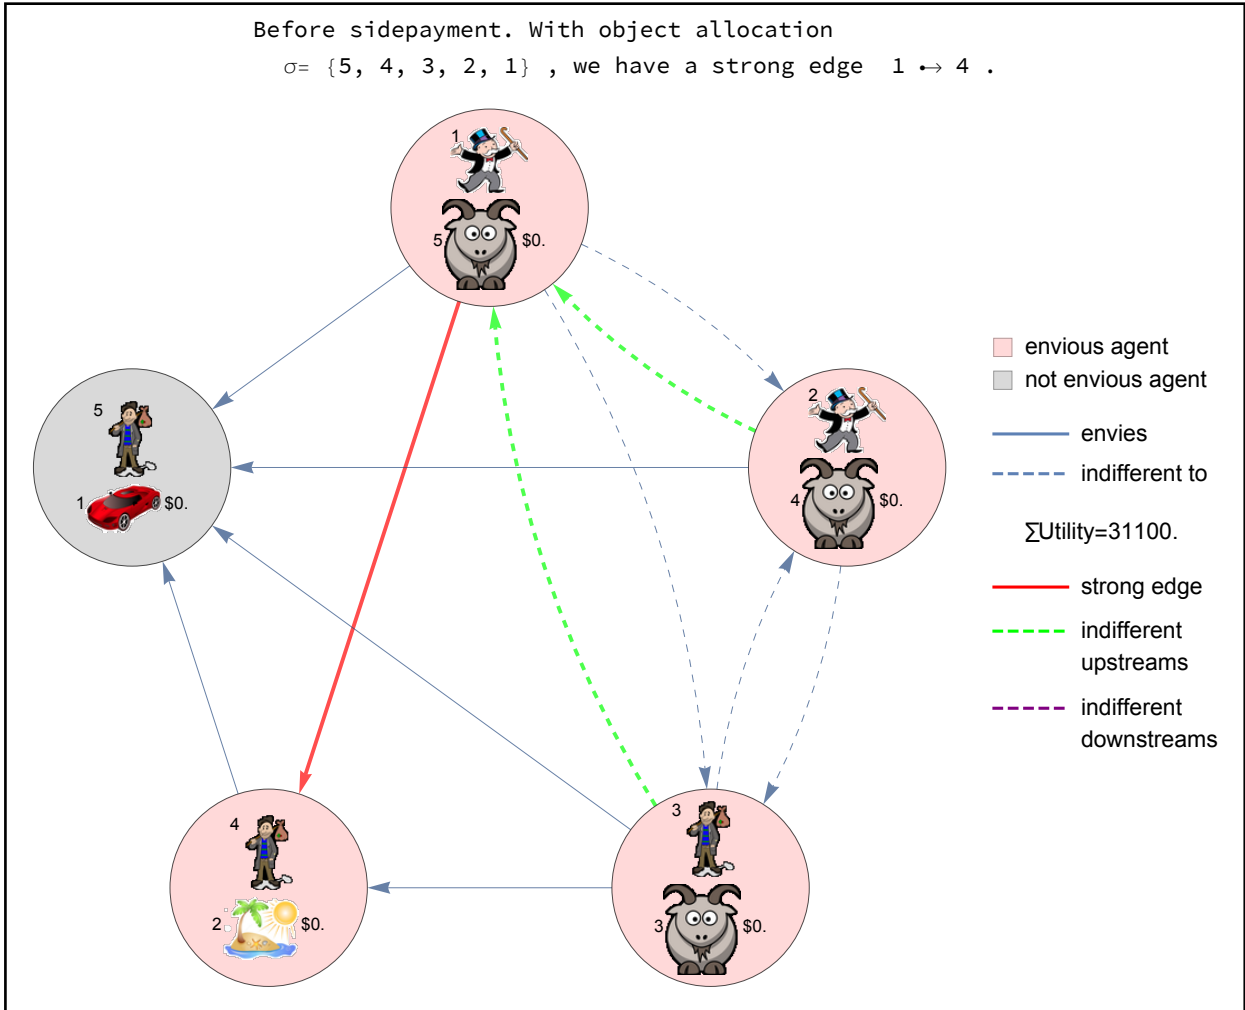 Before sidepayment. With object allocation
σ= {5, 4, 3, 2, 1} , we have a strong edge 1 ↔ 4 .
1
5 $0.
2
4 $0.
5
1 $0.
4
2 $0.
3
3 $0.
envious agent
not envious agent
envies
indifferent to
∑Utility=31100.
strong edge
indifferent
upstreams
indifferent
downstreams